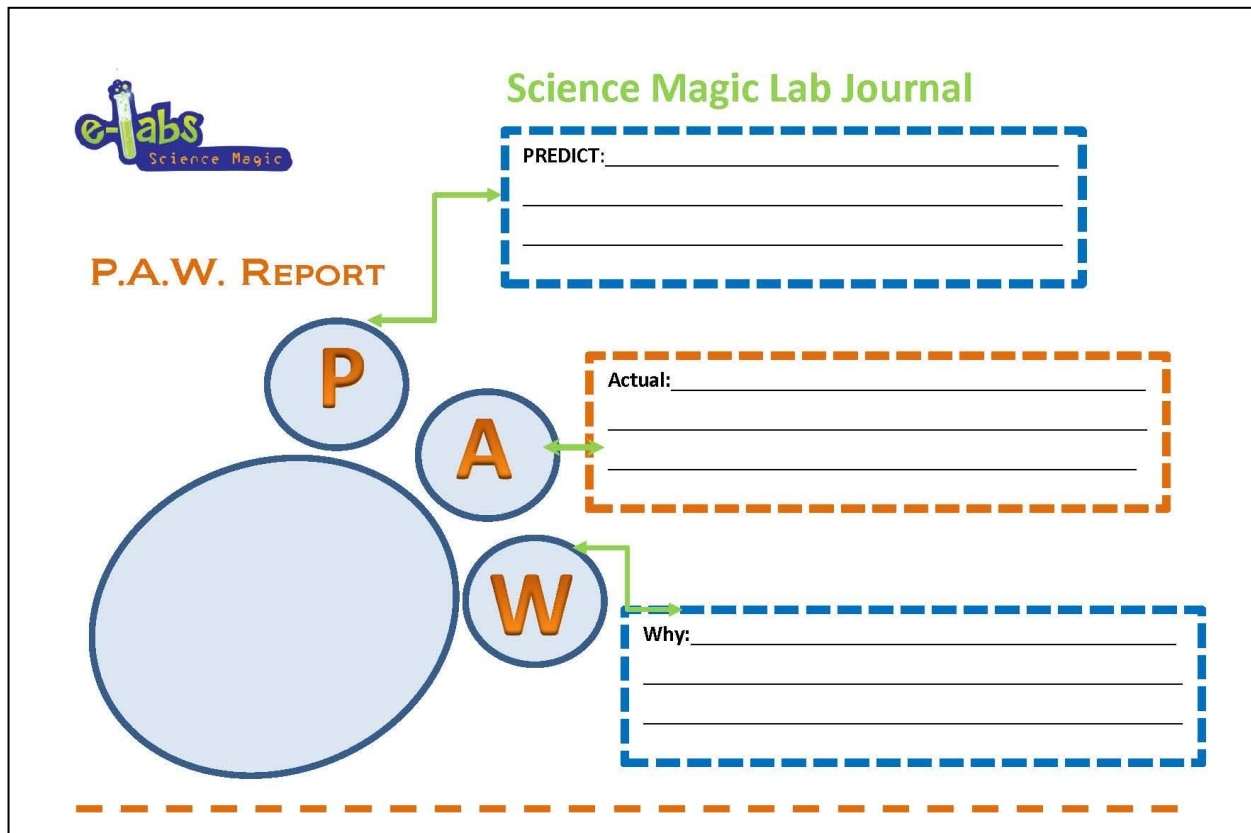 e-labs
Science Magic
Science Magic Lab Journal
PREDICT:
P.A.W. REPORT
P
Actual:
A
W
Why: